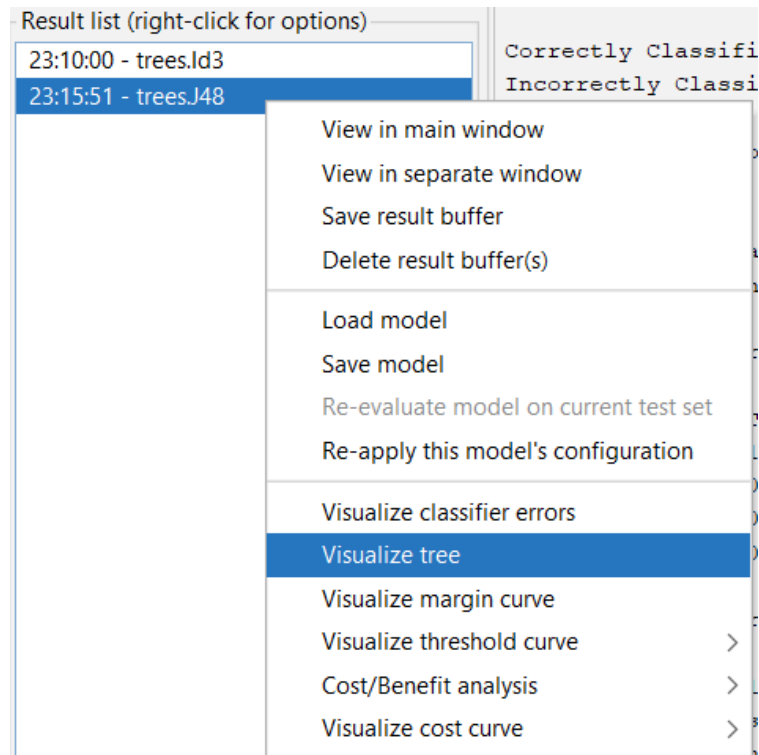 Result list (right-click for options)
23:10:00 - trees.Id3
23:15:51 - trees.J48
Correctly Classifi
Incorrectly Classi
View in main window
View in separate window
Save result buffer
Delete result buffer(s)
Load model
Save model
Re-evaluate model on current test set
Re-apply this model's configuration
Visualize classifier errors
Visualize tree
Visualize margin curve
Visualize threshold curve
Cost/Benefit analysis
Visualize cost curve